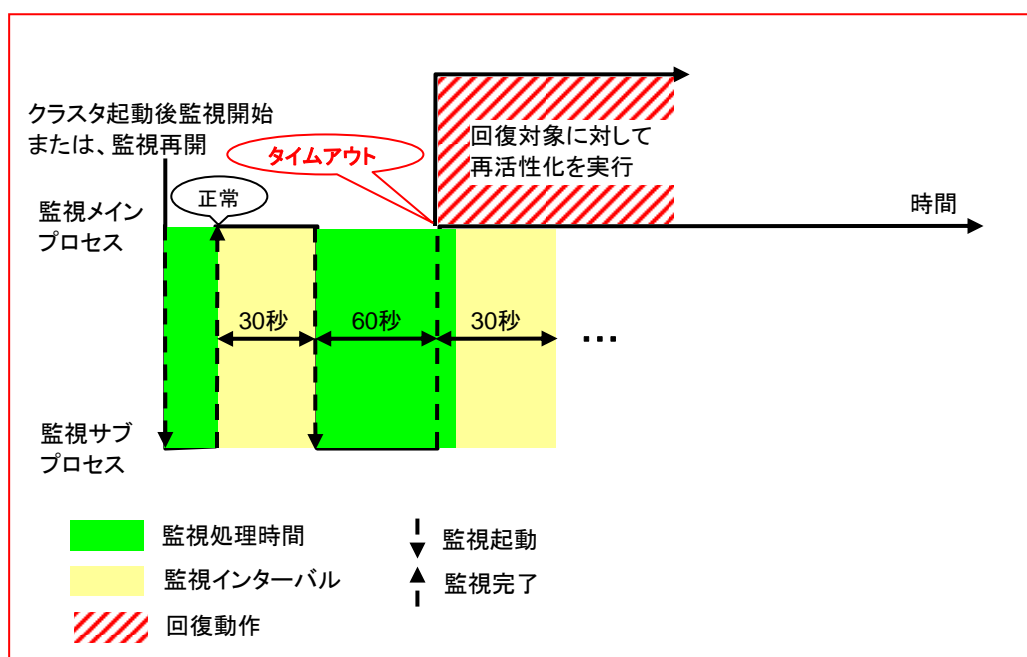 クラスタ起動後監視開始
または、監視再開
タイムアウト
回復対象に対して
再活性化を実行
正常
時間
監視メイン
プロセス
30秒
60秒
30秒
...
監視サブ
プロセス
監視処理時間
監視起動
監視インターバル
監視完了
回復動作